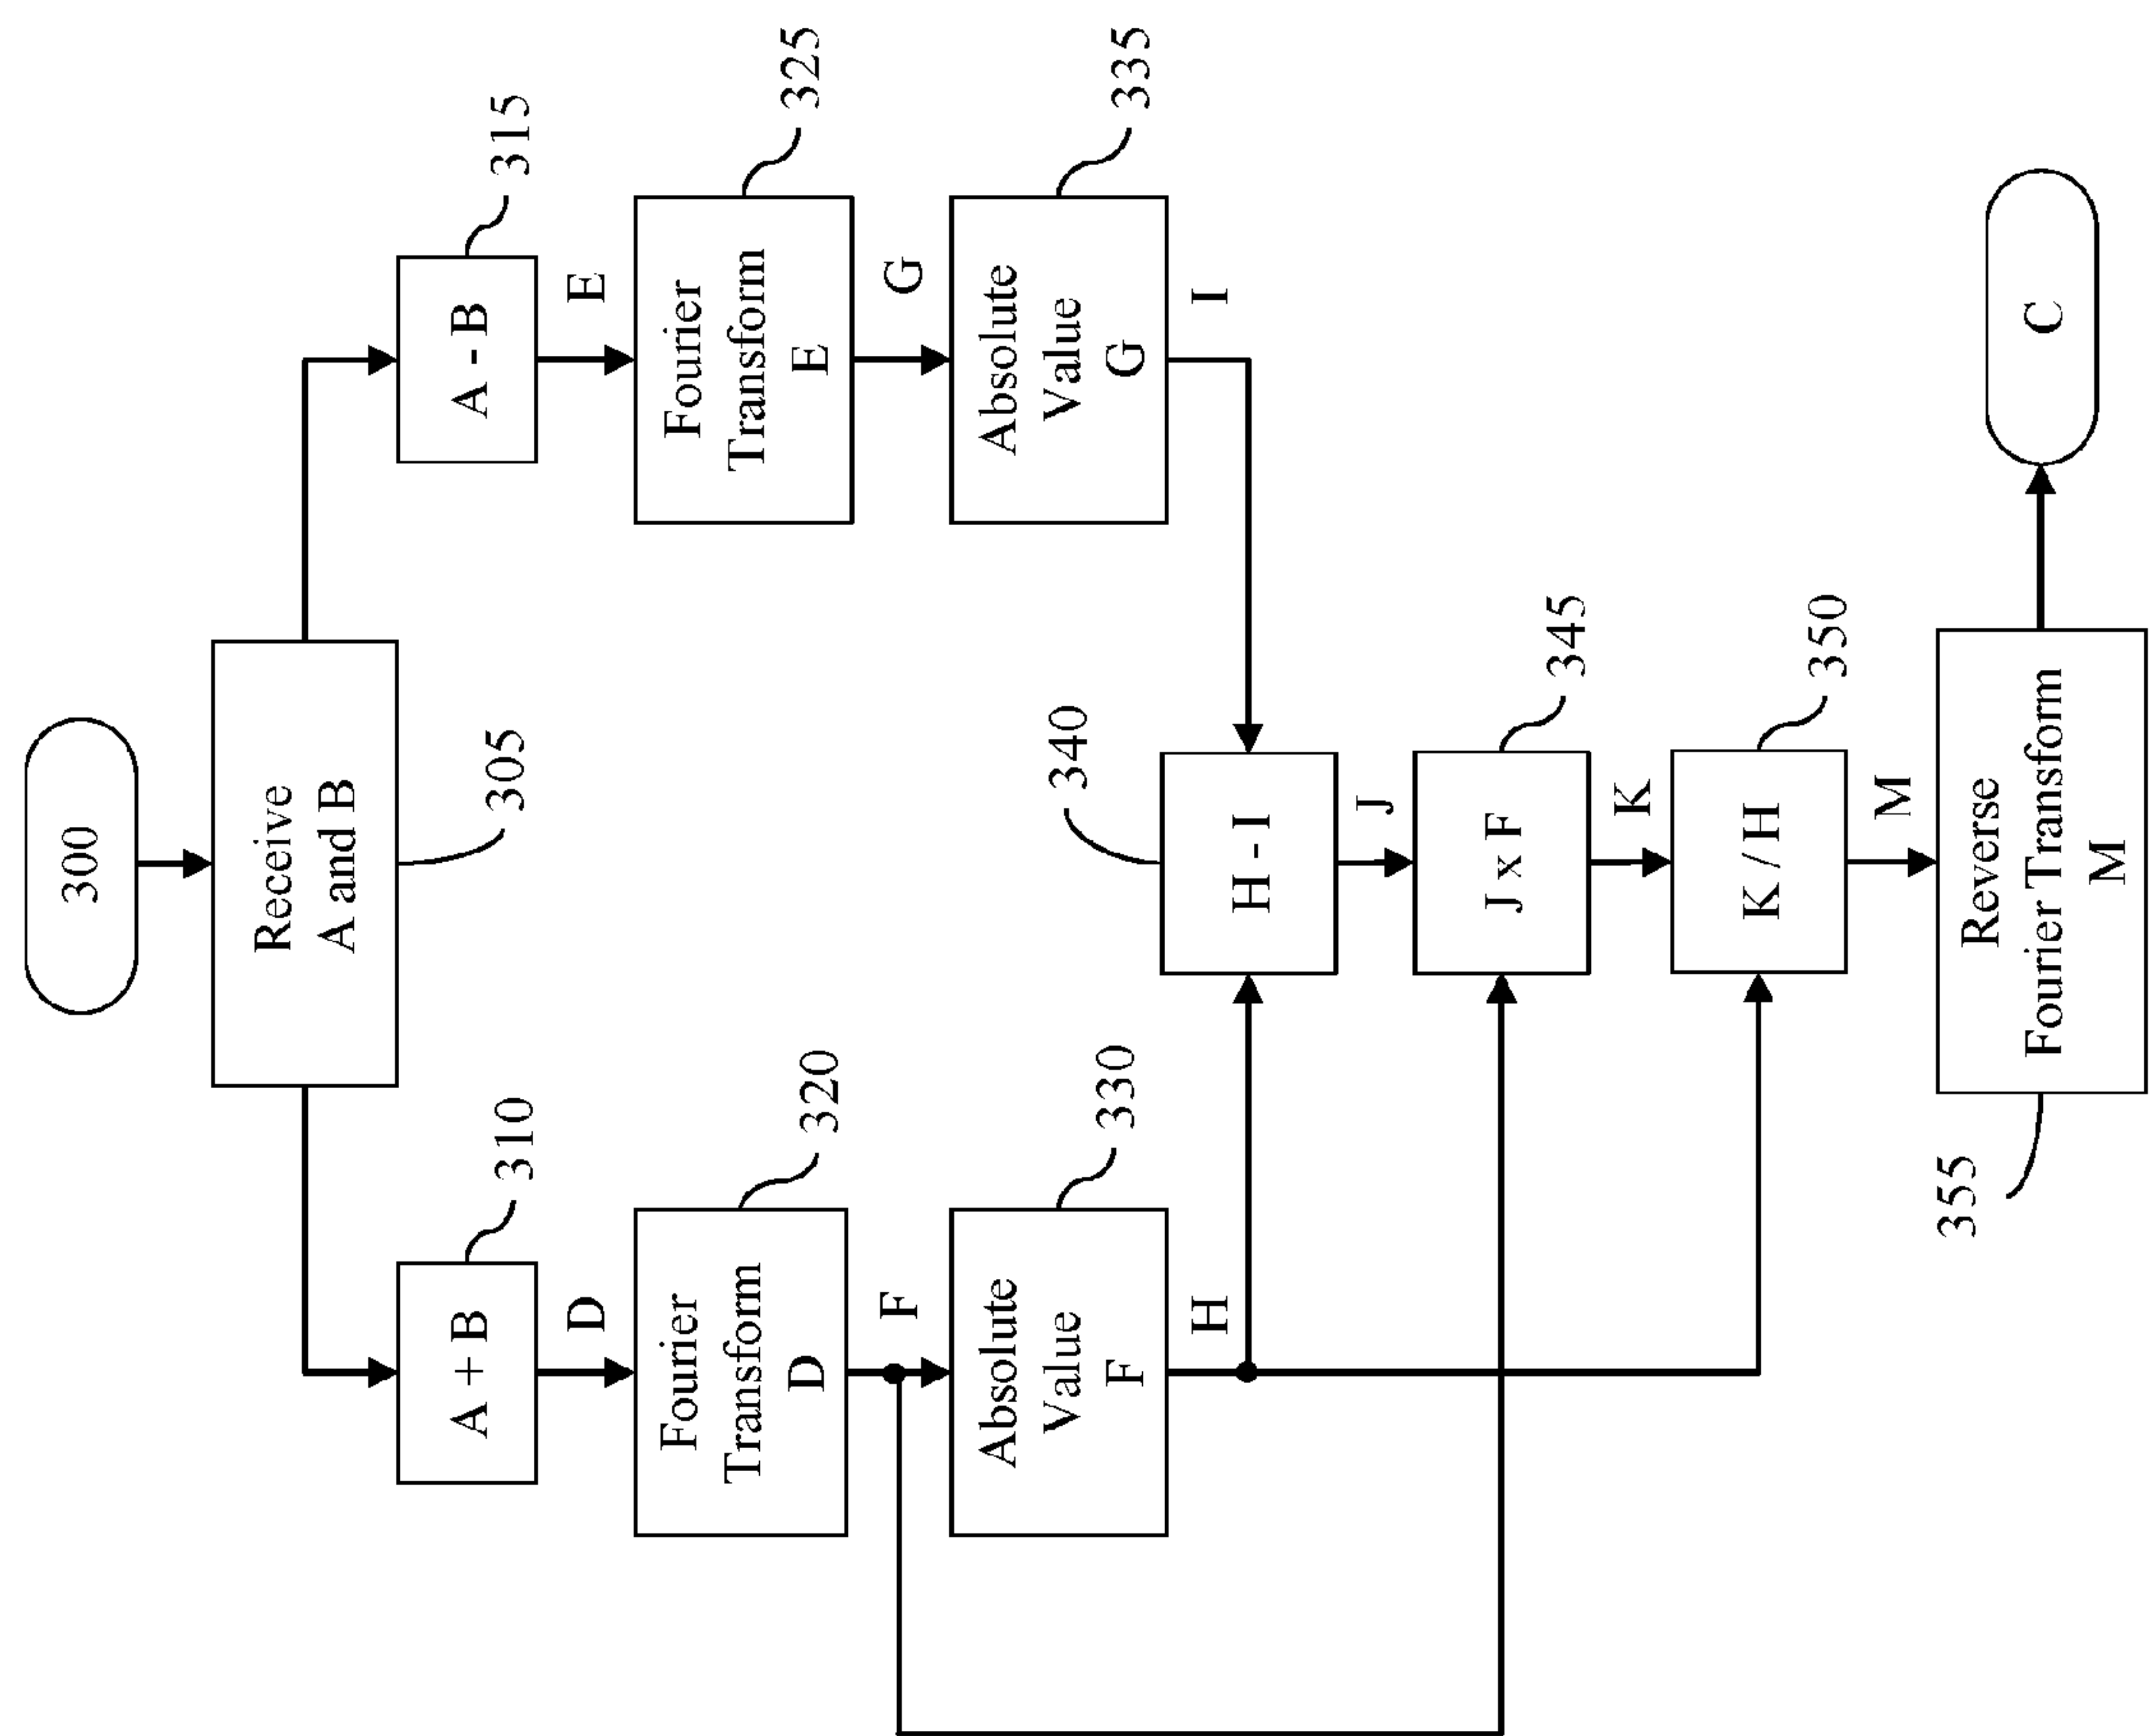 300
Receive
A and B
305
A + B
310
A - B
315
D
E
Fourier
Transform
D
320
Fourier
Transform
E
325
F
G
Absolute
Value
F
330
Absolute
Value
G
335
H
I
340
H - I
J
J x F
345
K
K / H
350
M
Reverse
Fourier Transform
M
355
C